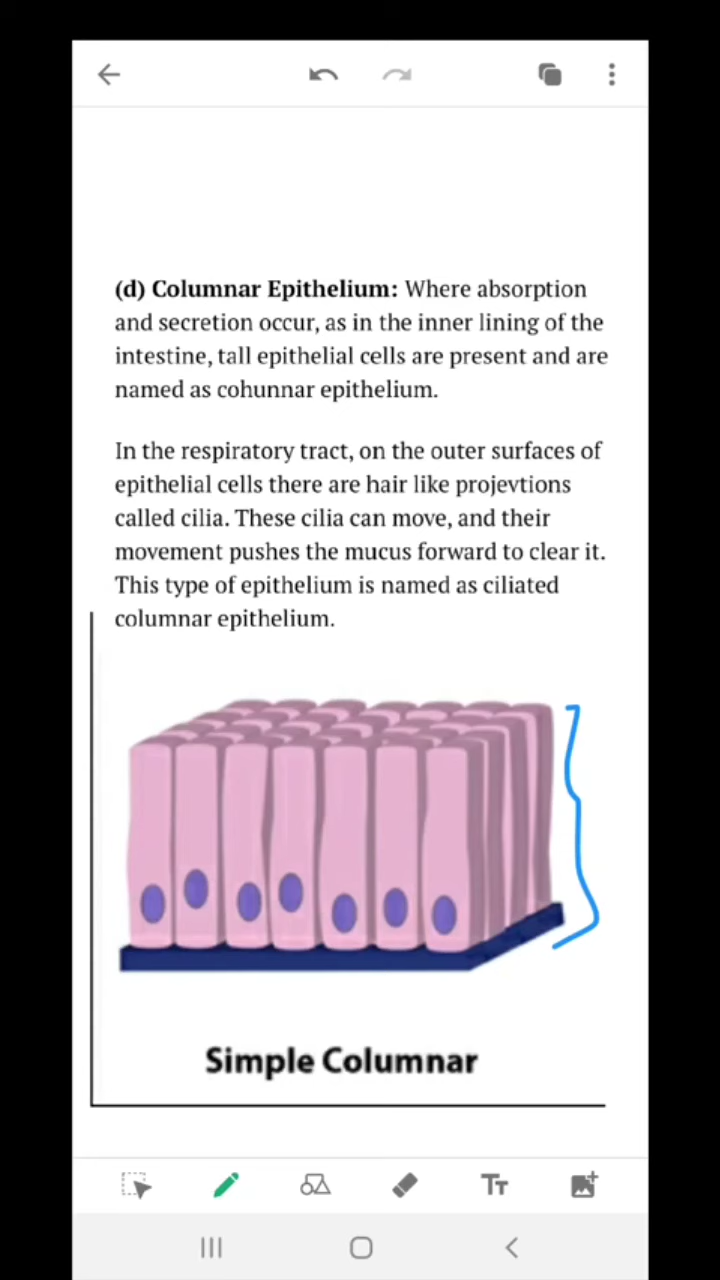 (d) Columnar Epithelium: Where absorption
and secretion occur, as in the inner lining of the
intestine, tall epithelial cells are present and are
named as cohunnar epithelium.
In the respiratory tract, on the outer surfaces of
epithelial cells there are hair like projevtions
called cilia. These cilia can move, and their
movement pushes the mucus forward to clear it.
This type of epithelium is named as ciliated
columnar epithelium.
Simple Columnar
TT